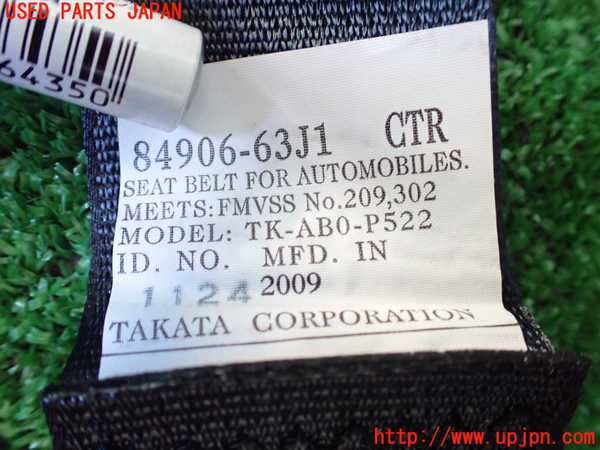 USED PARTS JAPAN
64350
84906-63J1 CTR
SEAT BELT FOR AUTOMOBILES.
MEETS: FMVSS No.209,302
MODEL: TK-AB0-P522
ID. NO. MFD. IN
1124 2009
TAKATA CORPORATION
http://www.upjpn.com/